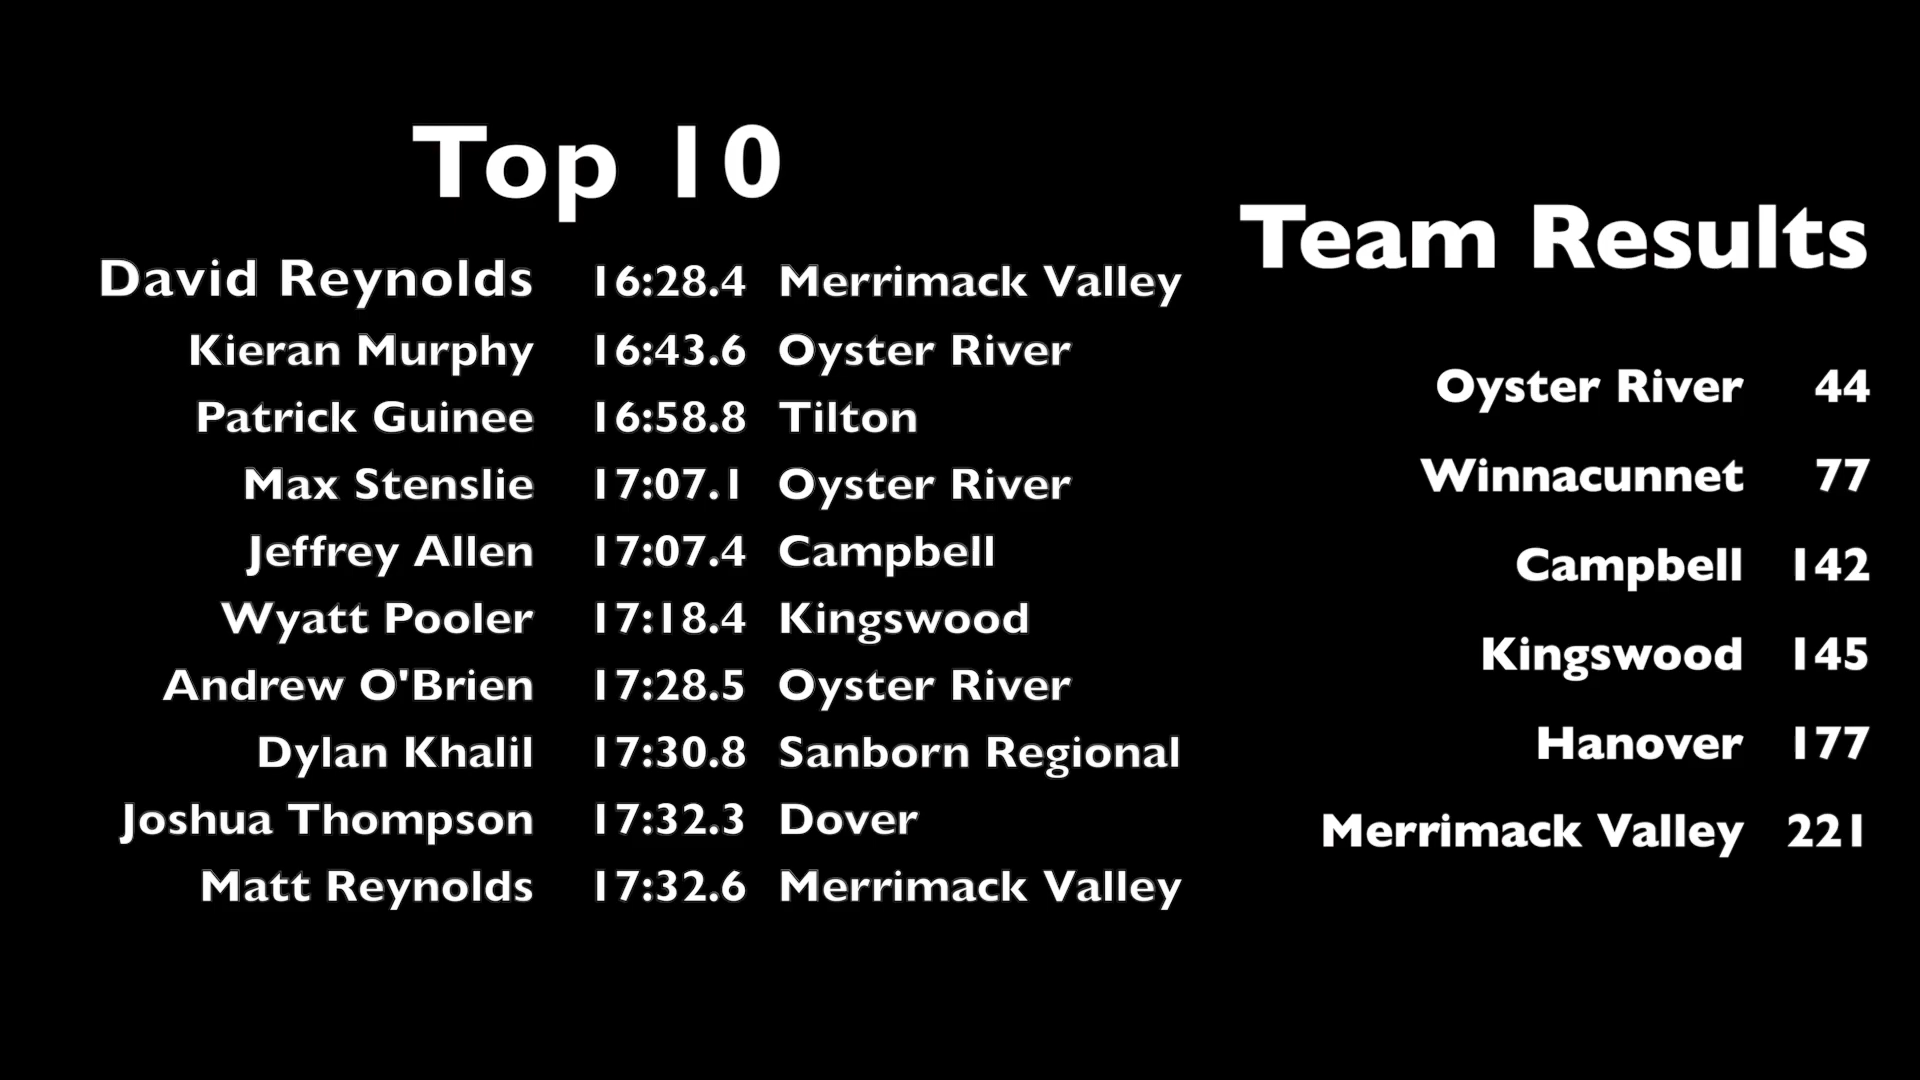 Top 10
David Reynolds 16:28.4 Merrimack Valley
Kieran Murphy 16:43.6 Oyster River
Patrick Guinee 16:58.8 Tilton
Max Stenslie 17:07.1 Oyster River
Jeffrey Allen 17:07.4 Campbell
Wyatt Pooler 17:18.4 Kingswood
Andrew O'Brien 17:28.5 Oyster River
Dylan Khalil 17:30.8 Sanborn Regional
Joshua Thompson 17:32.3 Dover
Matt Reynolds 17:32.6 Merrimack Valley
Team Results
Oyster River 44
Winnacunnet 77
Campbell 142
Kingswood 145
Hanover 177
Merrimack Valley 221